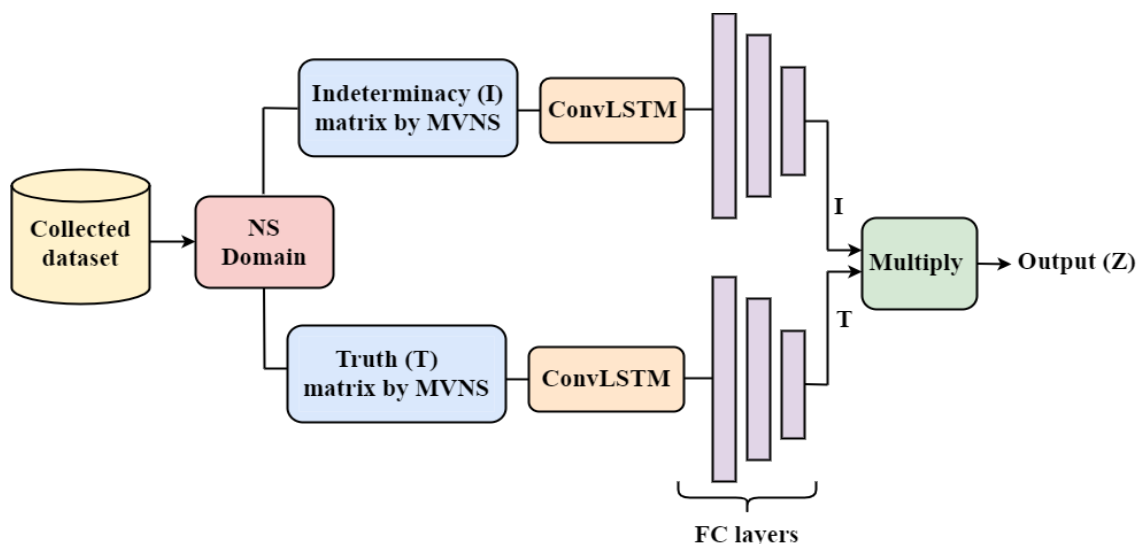 Indeterminacy (I)
matrix by MVNS
ConvLSTM
Collected
dataset
NS
Domain
I
Multiply
Output (Z)
T
Truth (T)
matrix by MVNS
ConvLSTM
FC layers